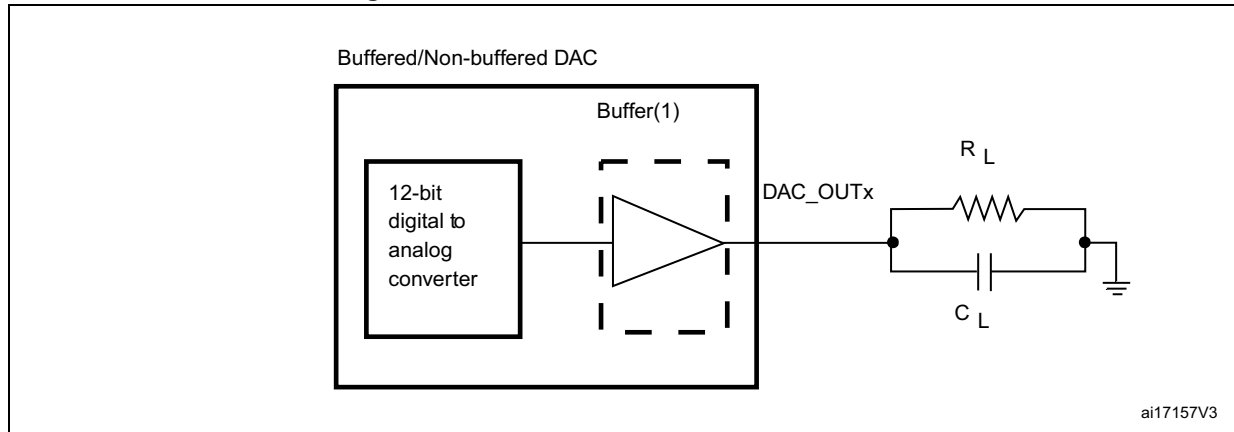 Buffered/Non-buffered DAC
Buffer(1)
12-bit
digital to
analog
converter
DAC_OUTx
R L
C L
ai17157V3